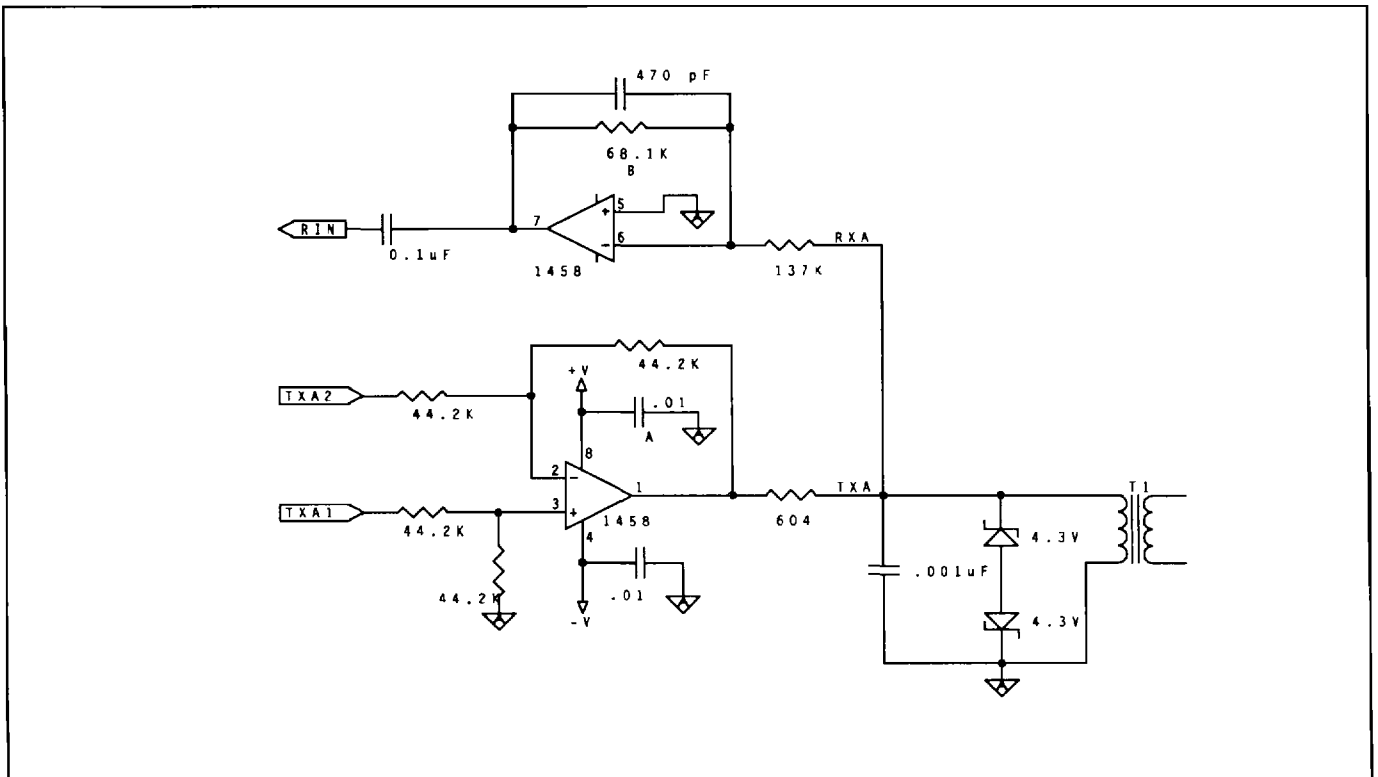 470 pF
68.1K
B
5
+
7
RIN
6
-
0.1uF
1458
RXA
137K
44.2K
+V
TXA2
.01
44.2K
A
8
2
-
1
TXA
T1
TXA1
3
+
1458
604
44.2K
4
4.3V
.001uF
44.2K
.01
-V
4.3V